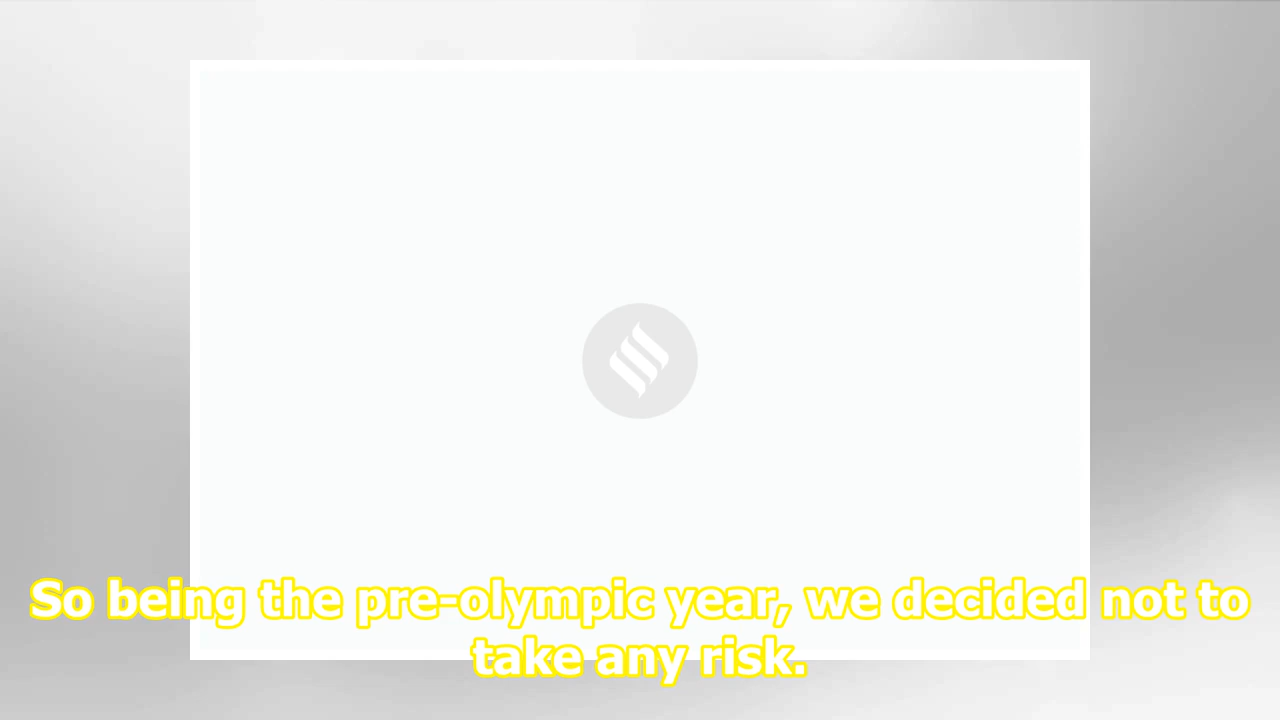 So being the pre-olympic year, we decided not to
take any risk.